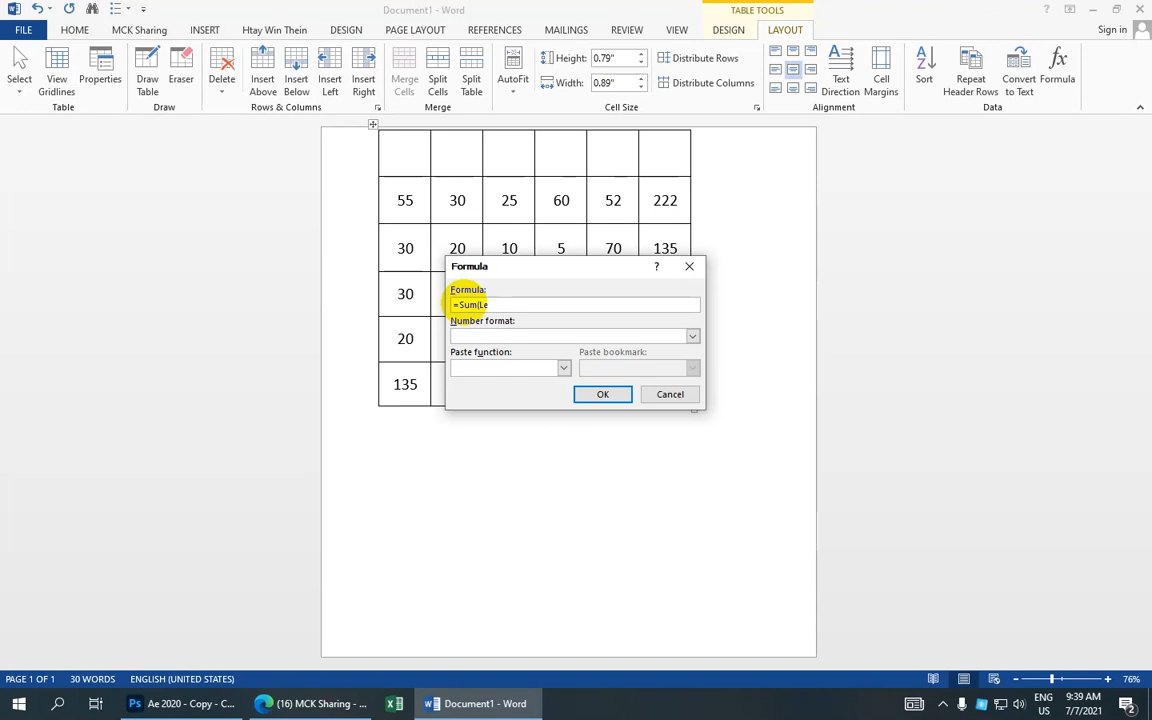 Document1 - Word
TABLE TOOLS
?
FILE
HOME
MCK Sharing
INSERT
Htay Win Thein
DESIGN
PAGE LAYOUT
REFERENCES
MAILINGS
REVIEW
VIEW
DESIGN
LAYOUT
Sign in
Select
View Gridlines
Properties
Draw Table
Eraser
Delete
Insert Above
Insert Below
Insert Left
Insert Right
Merge Cells
Split Cells
Split Table
AutoFit
Height: 0.79"
Width: 0.89"
Distribute Rows
Distribute Columns
Text Direction
Cell Margins
Sort
Repeat Header Rows
Convert to Text
Formula
Table
Draw
Rows & Columns
Merge
Cell Size
Alignment
Data
55 30 25 60 52 222
30 20 10 5 70 135
30
20
135
Formula
?
Formula:
=Sum(Le
Number format:
Paste function:
Paste bookmark:
OK
Cancel
PAGE 1 OF 1
30 WORDS
ENGLISH (UNITED STATES)
76%
Ae 2020 - Copy - C...
(16) MCK Sharing - ...
Document1 - Word
ENG
US
9:39 AM
7/7/2021
2